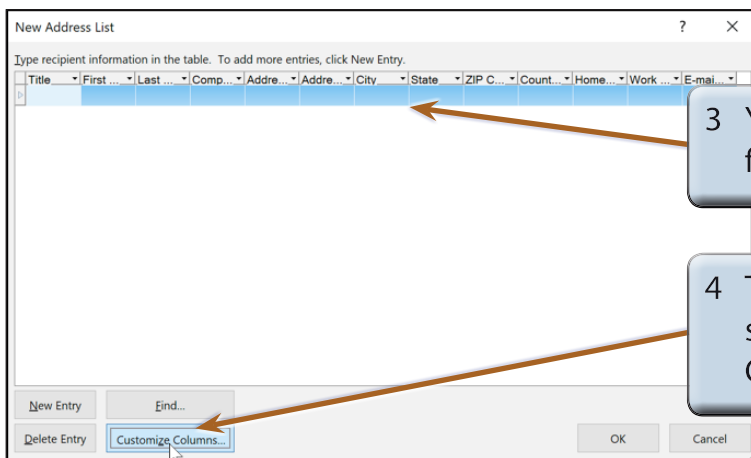 New Address List ? ×
Type recipient information in the table. To add more entries, click New Entry.
Title First ... Last ... Comp... Addre... Addre... City State ZIP C... Count... Home... Work ... E-mai...
3 Y
f
4 T
s
C
New Entry Find...
Delete Entry Customize Columns... OK Cancel